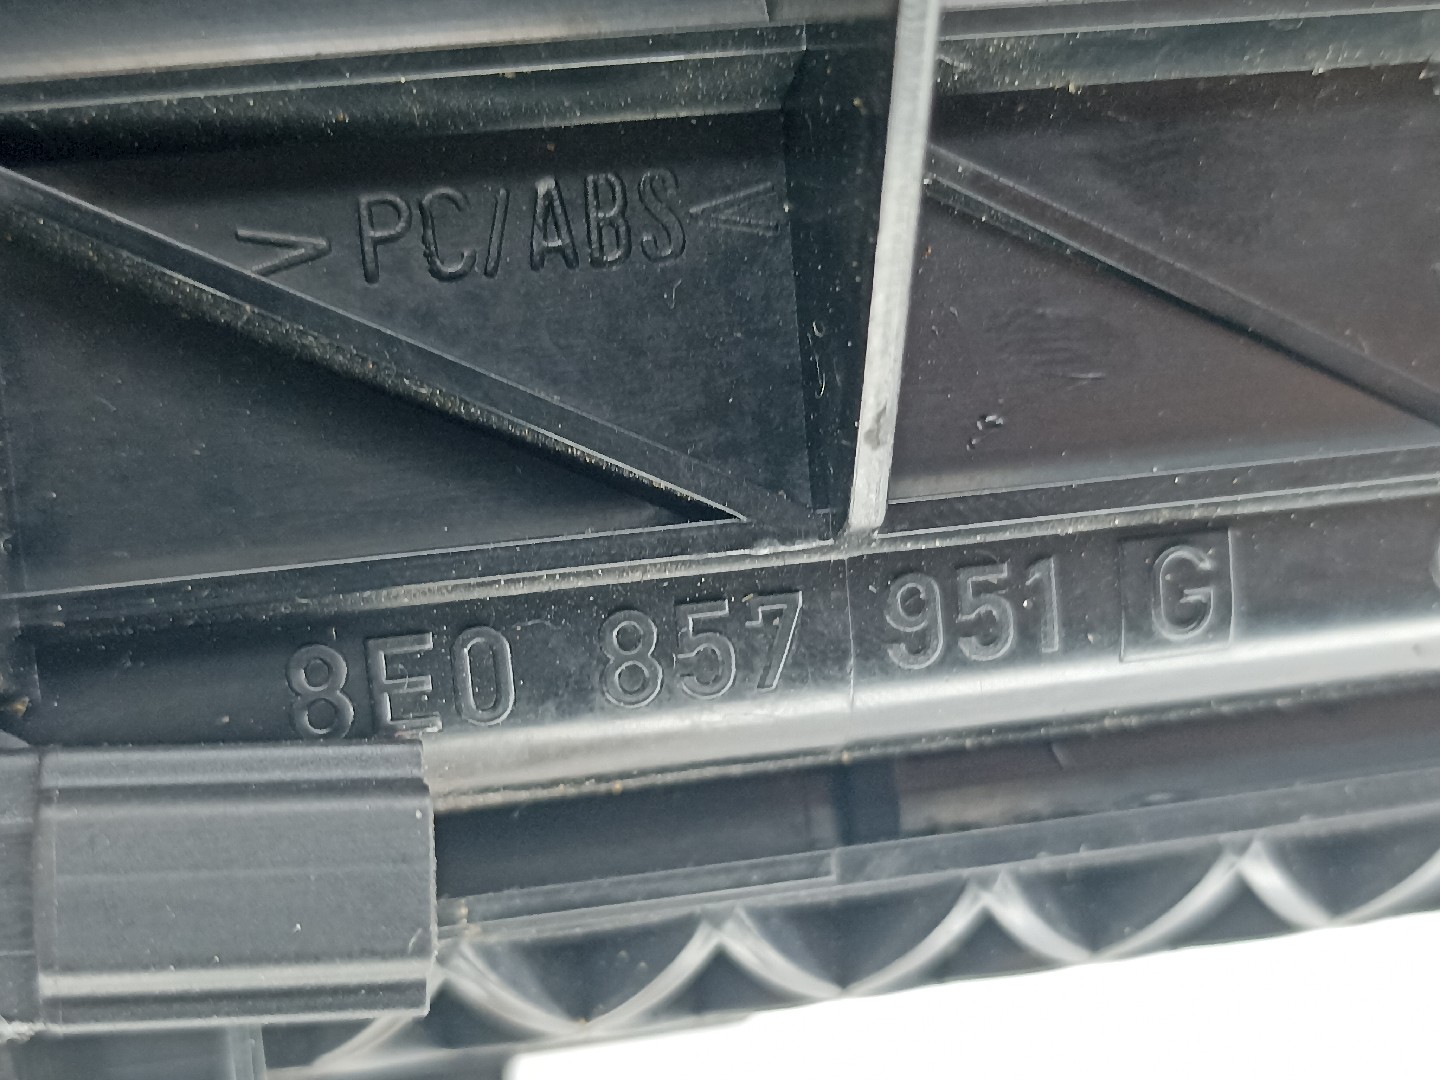 >PC/ABS<
8E0 857 951 G